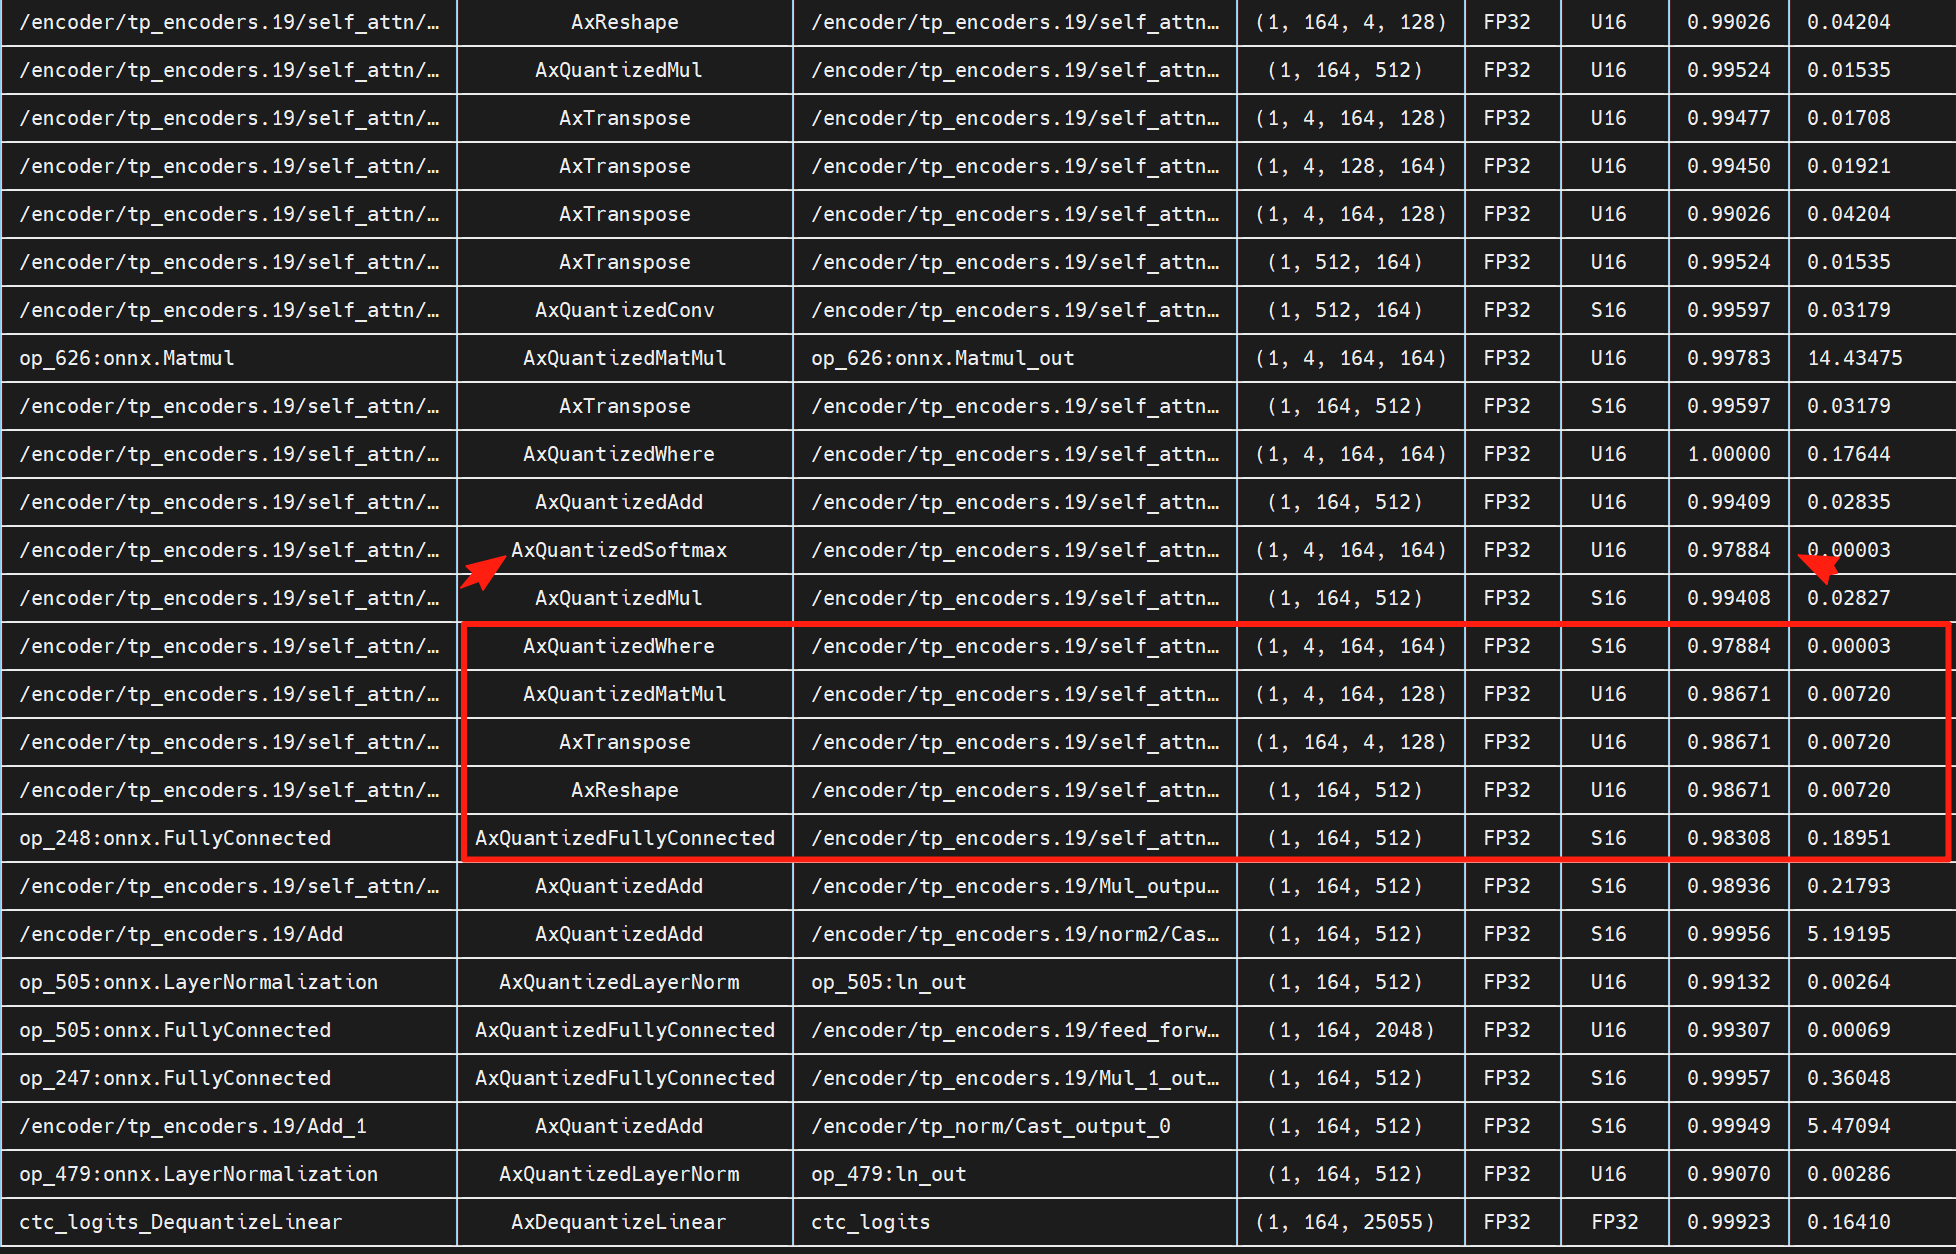 /encoder/tp_encoders.19/self_attn/… AxReshape /encoder/tp_encoders.19/self_attn… (1, 164, 4, 128) FP32 U16 0.99026 0.04204
/encoder/tp_encoders.19/self_attn/… AxQuantizedMul /encoder/tp_encoders.19/self_attn… (1, 164, 512) FP32 U16 0.99524 0.01535
/encoder/tp_encoders.19/self_attn/… AxTranspose /encoder/tp_encoders.19/self_attn… (1, 4, 164, 128) FP32 U16 0.99477 0.01708
/encoder/tp_encoders.19/self_attn/… AxTranspose /encoder/tp_encoders.19/self_attn… (1, 4, 128, 164) FP32 U16 0.99450 0.01921
/encoder/tp_encoders.19/self_attn/… AxTranspose /encoder/tp_encoders.19/self_attn… (1, 4, 164, 128) FP32 U16 0.99026 0.04204
/encoder/tp_encoders.19/self_attn/… AxTranspose /encoder/tp_encoders.19/self_attn… (1, 512, 164) FP32 U16 0.99524 0.01535
/encoder/tp_encoders.19/self_attn/… AxQuantizedConv /encoder/tp_encoders.19/self_attn… (1, 512, 164) FP32 S16 0.99597 0.03179
op_626:onnx.Matmul AxQuantizedMatMul op_626:onnx.Matmul_out (1, 4, 164, 164) FP32 U16 0.99783 14.43475
/encoder/tp_encoders.19/self_attn/… AxTranspose /encoder/tp_encoders.19/self_attn… (1, 164, 512) FP32 S16 0.99597 0.03179
/encoder/tp_encoders.19/self_attn/… AxQuantizedWhere /encoder/tp_encoders.19/self_attn… (1, 4, 164, 164) FP32 U16 1.00000 0.17644
/encoder/tp_encoders.19/self_attn/… AxQuantizedAdd /encoder/tp_encoders.19/self_attn… (1, 164, 512) FP32 U16 0.99409 0.02835
/encoder/tp_encoders.19/self_attn/… AxQuantizedSoftmax /encoder/tp_encoders.19/self_attn… (1, 4, 164, 164) FP32 U16 0.97884 0.00003
/encoder/tp_encoders.19/self_attn/… AxQuantizedMul /encoder/tp_encoders.19/self_attn… (1, 164, 512) FP32 S16 0.99408 0.02827
/encoder/tp_encoders.19/self_attn/… AxQuantizedWhere /encoder/tp_encoders.19/self_attn… (1, 4, 164, 164) FP32 S16 0.97884 0.00003
/encoder/tp_encoders.19/self_attn/… AxQuantizedMatMul /encoder/tp_encoders.19/self_attn… (1, 4, 164, 128) FP32 U16 0.98671 0.00720
/encoder/tp_encoders.19/self_attn/… AxTranspose /encoder/tp_encoders.19/self_attn… (1, 164, 4, 128) FP32 U16 0.98671 0.00720
/encoder/tp_encoders.19/self_attn/… AxReshape /encoder/tp_encoders.19/self_attn… (1, 164, 512) FP32 U16 0.98671 0.00720
op_248:onnx.FullyConnected AxQuantizedFullyConnected /encoder/tp_encoders.19/self_attn… (1, 164, 512) FP32 S16 0.98308 0.18951
/encoder/tp_encoders.19/self_attn/… AxQuantizedAdd /encoder/tp_encoders.19/Mul_outpu… (1, 164, 512) FP32 S16 0.98936 0.21793
/encoder/tp_encoders.19/Add AxQuantizedAdd /encoder/tp_encoders.19/norm2/Cas… (1, 164, 512) FP32 S16 0.99956 5.19195
op_505:onnx.LayerNormalization AxQuantizedLayerNorm op_505:ln_out (1, 164, 512) FP32 U16 0.99132 0.00264
op_505:onnx.FullyConnected AxQuantizedFullyConnected /encoder/tp_encoders.19/feed_forw… (1, 164, 2048) FP32 U16 0.99307 0.00069
op_247:onnx.FullyConnected AxQuantizedFullyConnected /encoder/tp_encoders.19/Mul_1_out… (1, 164, 512) FP32 S16 0.99957 0.36048
/encoder/tp_encoders.19/Add_1 AxQuantizedAdd /encoder/tp_norm/Cast_output_0 (1, 164, 512) FP32 S16 0.99949 5.47094
op_479:onnx.LayerNormalization AxQuantizedLayerNorm op_479:ln_out (1, 164, 512) FP32 U16 0.99070 0.00286
ctc_logits_DequantizeLinear AxDequantizeLinear ctc_logits (1, 164, 25055) FP32 FP32 0.99923 0.16410